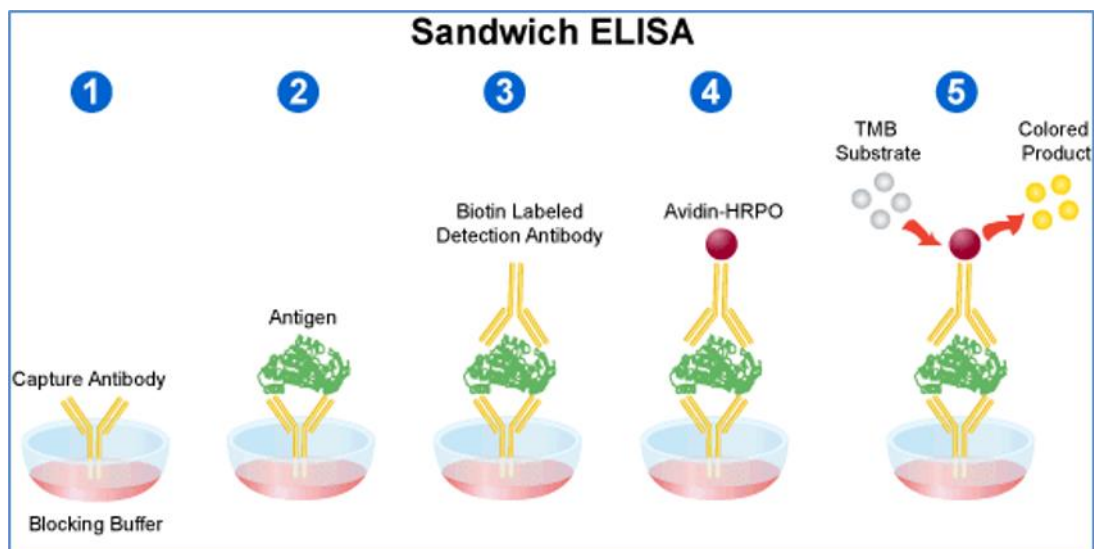 Sandwich ELISA
1
2
3
4
5
TMB
Substrate
Colored
Product
Biotin Labeled
Detection Antibody
Avidin-HRPO
Antigen
Capture Antibody
Blocking Buffer